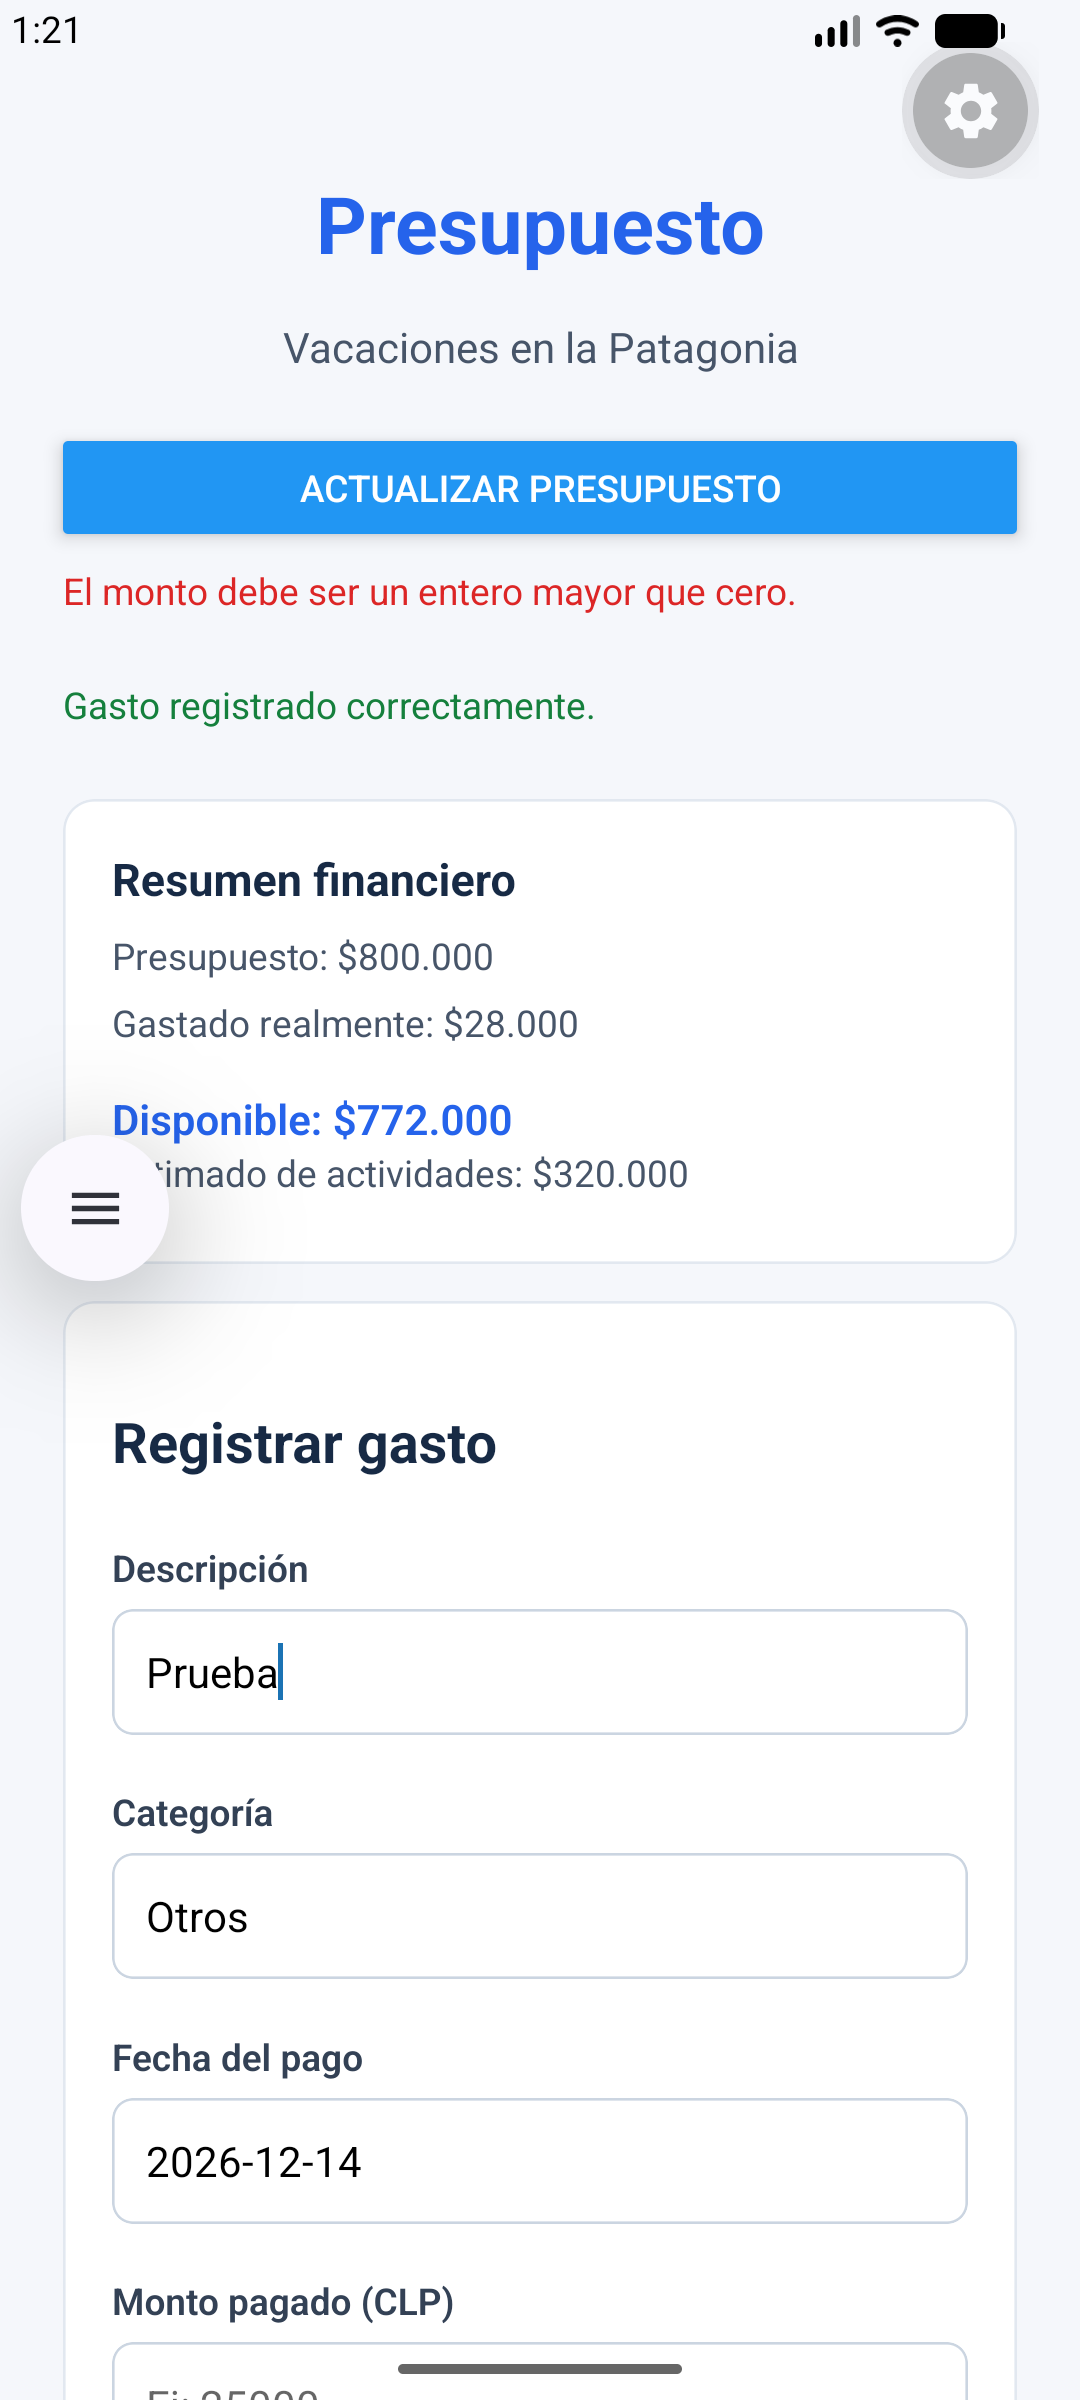 1:21
Presupuesto
Vacaciones en la Patagonia
ACTUALIZAR PRESUPUESTO
El monto debe ser un entero mayor que cero.
Gasto registrado correctamente.
Resumen financiero
Presupuesto: $800.000
Gastado realmente: $28.000
Disponible: $772.000
timado de actividades: $320.000
Registrar gasto
Descripción
Prueba
Categoría
Otros
Fecha del pago
2026-12-14
Monto pagado (CLP)